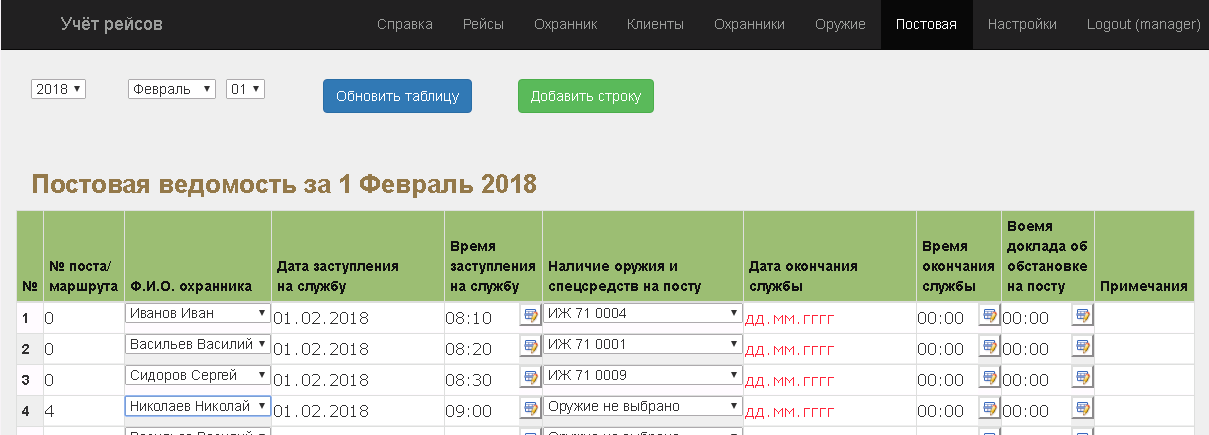 Учёт рейсов Справка Рейсы Охранник Клиенты Охранники Оружие Постовая Настройки Logout (manager)
2018 Февраль 01 Обновить таблицу Добавить строку
Постовая ведомость за 1 Февраль 2018
№ № поста/ маршрута Ф.И.О. охранника Дата заступления на службу Время заступления на службу Наличие оружия и спецсредств на посту Дата окончания службы Время окончания службы Воемя доклада об обстановке на посту Примечания
1 0 Иванов Иван 01.02.2018 08:10 ИЖ 71 0004 дд.мм.гггг 00:00 00:00
2 0 Васильев Василий 01.02.2018 08:20 ИЖ 71 0001 дд.мм.гггг 00:00 00:00
3 0 Сидоров Сергей 01.02.2018 08:30 ИЖ 71 0009 дд.мм.гггг 00:00 00:00
4 4 Николаев Николай 01.02.2018 09:00 Оружие не выбрано дд.мм.гггг 00:00 00:00